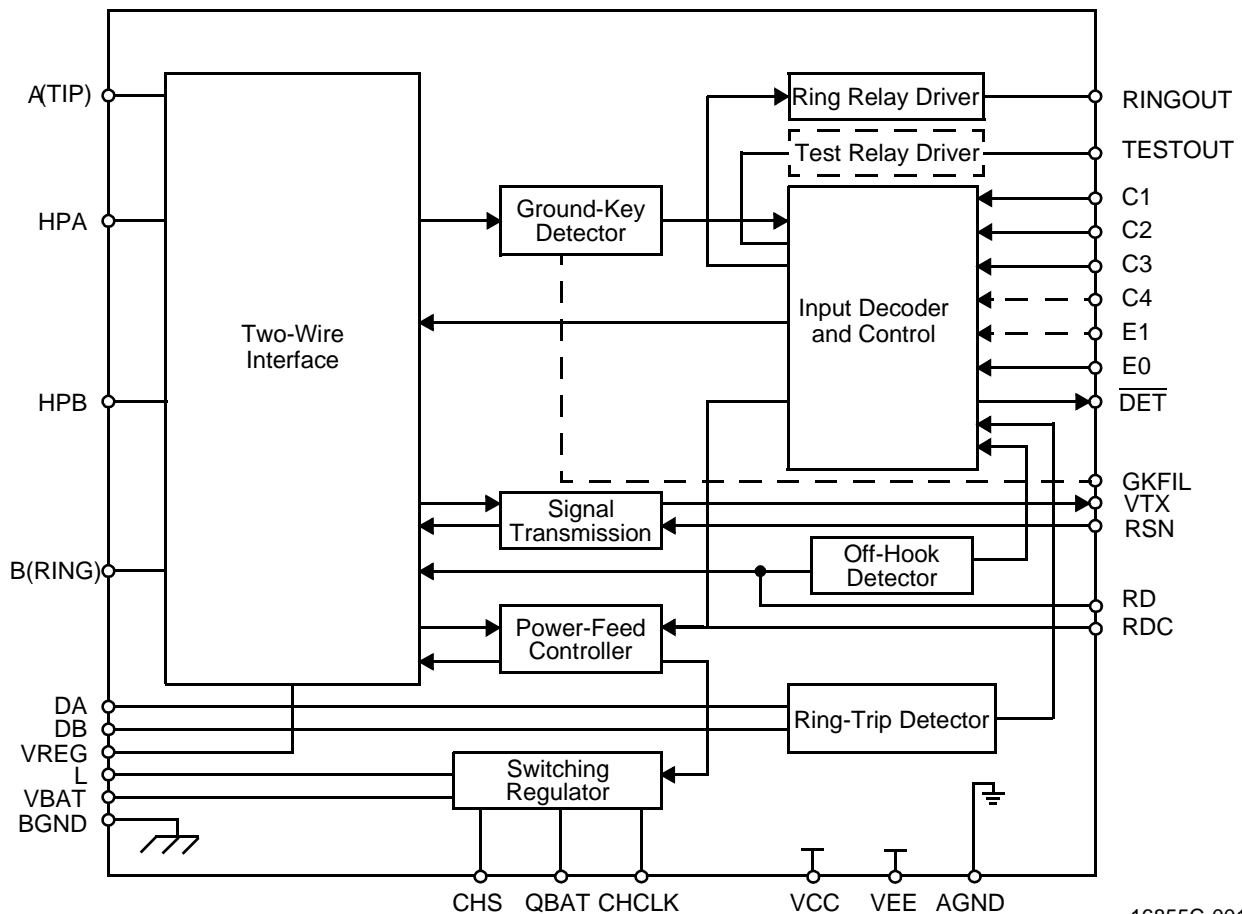 A(TIP)
Ring Relay Driver
RINGOUT
Test Relay Driver
TESTOUT
C1
HPA
Ground-Key
Detector
C2
C3
C4
Two-Wire
Interface
Input Decoder
and Control
E1
E0
HPB
DET
GKFIL
Signal
Transmission
VTX
RSN
B(RING)
Off-Hook
Detector
RD
Power-Feed
Controller
RDC
DA
DB
Ring-Trip Detector
VREG
L
Switching
Regulator
VBAT
BGND
CHS QBAT CHCLK VCC VEE AGND